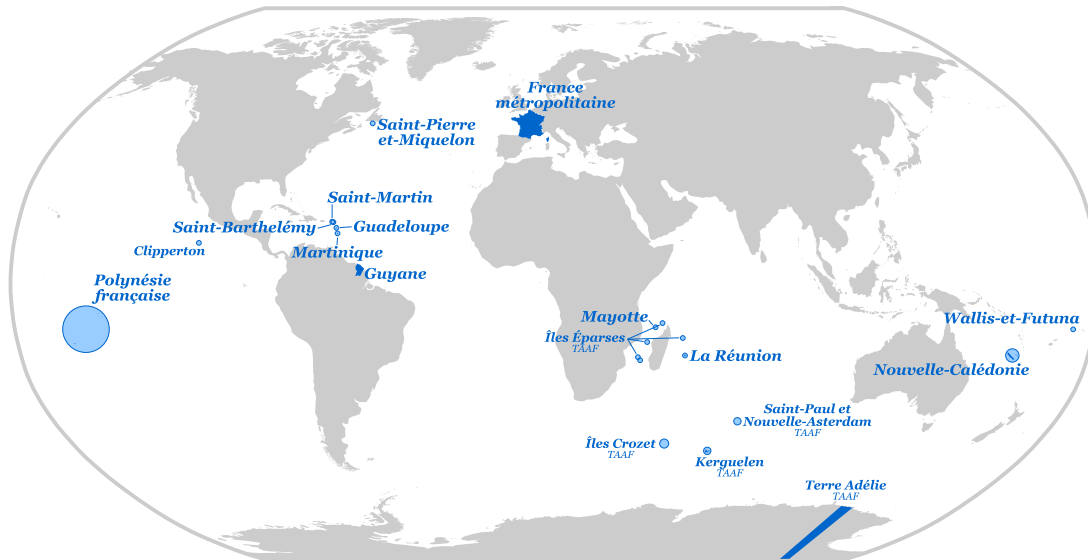 France
métropolitaine
Saint-Pierre
et-Miquelon
Saint-Martin
Saint-Barthelémy
Guadeloupe
Clipperton
Martinique
Guyane
Polynésie
française
Mayotte
Îles Éparses
TAAF
Wallis-et-Futuna
La Réunion
Nouvelle-Calédonie
Saint-Paul et
Nouvelle-Asterdam
TAAF
Îles Crozet
TAAF
Kerguelen
TAAF
Terre Adélie
TAAF